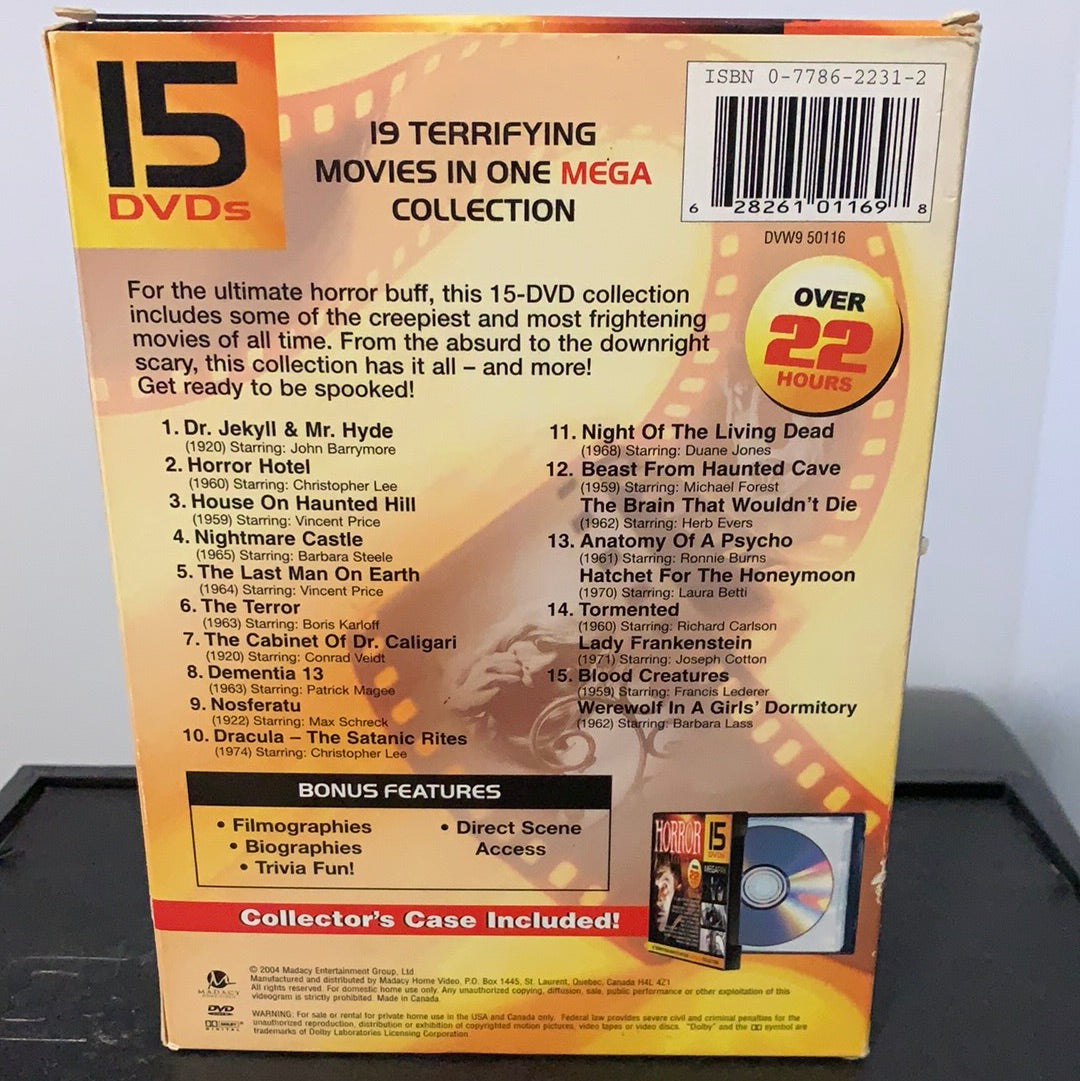 15
DVDs
19 TERRIFYING
MOVIES IN ONE MEGA
COLLECTION
ISBN 0-7786-2231-2
6 28261 01169 8
DVW9 50116
For the ultimate horror buff, this 15-DVD collection
includes some of the creepiest and most frightening
movies of all time. From the absurd to the downright
scary, this collection has it all – and more!
Get ready to be spooked!
OVER
22
HOURS
1. Dr. Jekyll & Mr. Hyde
(1920) Starring: John Barrymore
2. Horror Hotel
(1960) Starring: Christopher Lee
3. House On Haunted Hill
(1959) Starring: Vincent Price
4. Nightmare Castle
(1965) Starring: Barbara Steele
5. The Last Man On Earth
(1964) Starring: Vincent Price
6. The Terror
(1963) Starring: Boris Karloff
7. The Cabinet Of Dr. Caligari
(1920) Starring: Conrad Veidt
8. Dementia 13
(1963) Starring: Patrick Magee
9. Nosferatu
(1922) Starring: Max Schreck
10. Dracula – The Satanic Rites
(1974) Starring: Christopher Lee
11. Night Of The Living Dead
(1968) Starring: Duane Jones
12. Beast From Haunted Cave
(1959) Starring: Michael Forest
The Brain That Wouldn't Die
(1962) Starring: Herb Evers
13. Anatomy Of A Psycho
(1961) Starring: Ronnie Burns
Hatchet For The Honeymoon
(1970) Starring: Laura Betti
14. Tormented
(1960) Starring: Richard Carlson
Lady Frankenstein
(1971) Starring: Joseph Cotton
15. Blood Creatures
(1959) Starring: Francis Lederer
Werewolf In A Girls' Dormitory
(1962) Starring: Barbara Lass
BONUS FEATURES
• Filmographies
• Biographies
• Trivia Fun!
• Direct Scene
Access
HORROR
15
DVDs
22
Collector's Case Included!
MADACY
© 2004 Madacy Entertainment Group, Ltd.
Manufactured and distributed by Madacy Home Video, P.O. Box 1445, St. Laurent, Quebec, Canada H4L 4Z1
All rights reserved. For domestic home use only. Any unauthorized copying, diffusion, sale, public performance or other exploitation of this
videogram is strictly prohibited. Made in Canada.
DVD
WARNING: For sale or rental for private home use in the USA and Canada only. Federal law provides severe civil and criminal penalties for the
unauthorized reproduction, distribution or exhibition of copyrighted motion pictures, video tapes or video discs. "Dolby" and the symbol are
trademarks of Dolby Laboratories Licensing Corporation.
DOLBY
DIGITAL